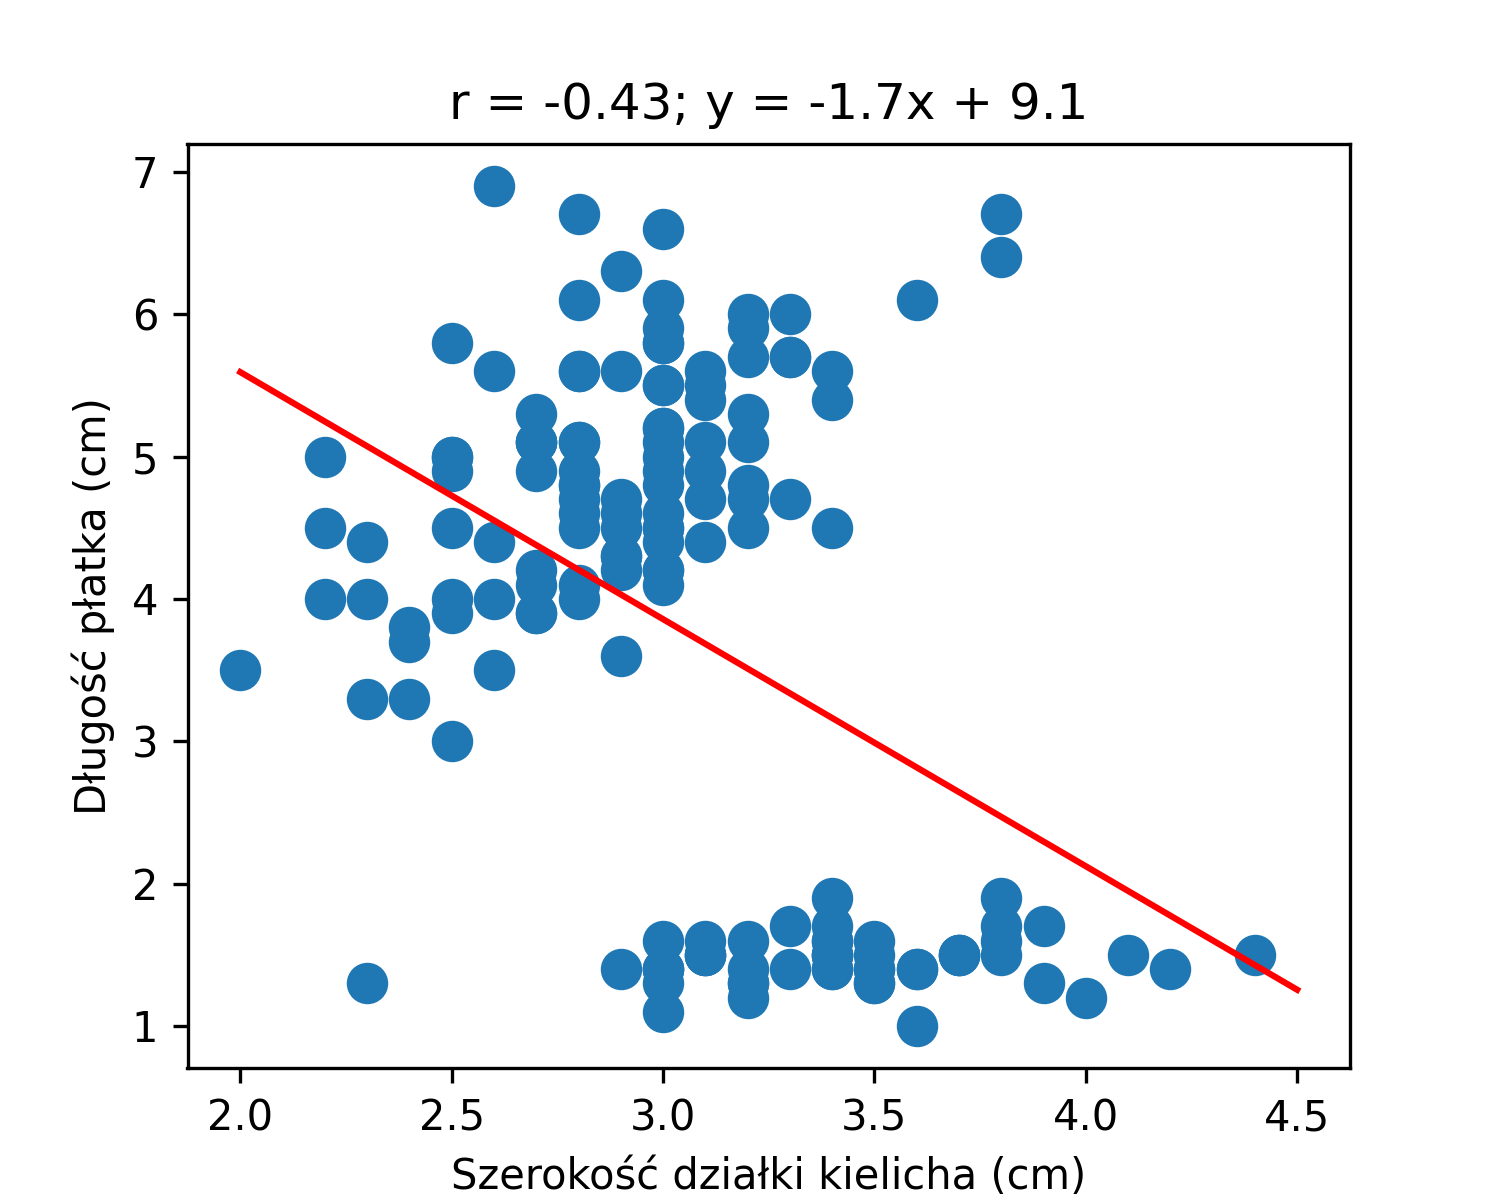 r = -0.43; y = -1.7x + 9.1
7
6
5
4
3
2
1
Długość płatka (cm)
2.0 2.5 3.0 3.5 4.0 4.5
Szerokość działki kielicha (cm)